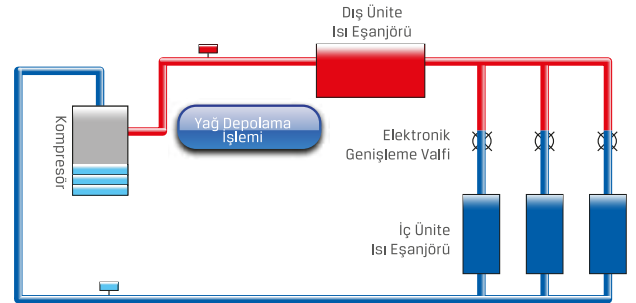 Dış Ünite
Isı Eşanjörü
Kompresör
Yağ Depolama
İşlemi
Elektronik
Genişleme Valfi
İç Ünite
Isı Eşanjörü